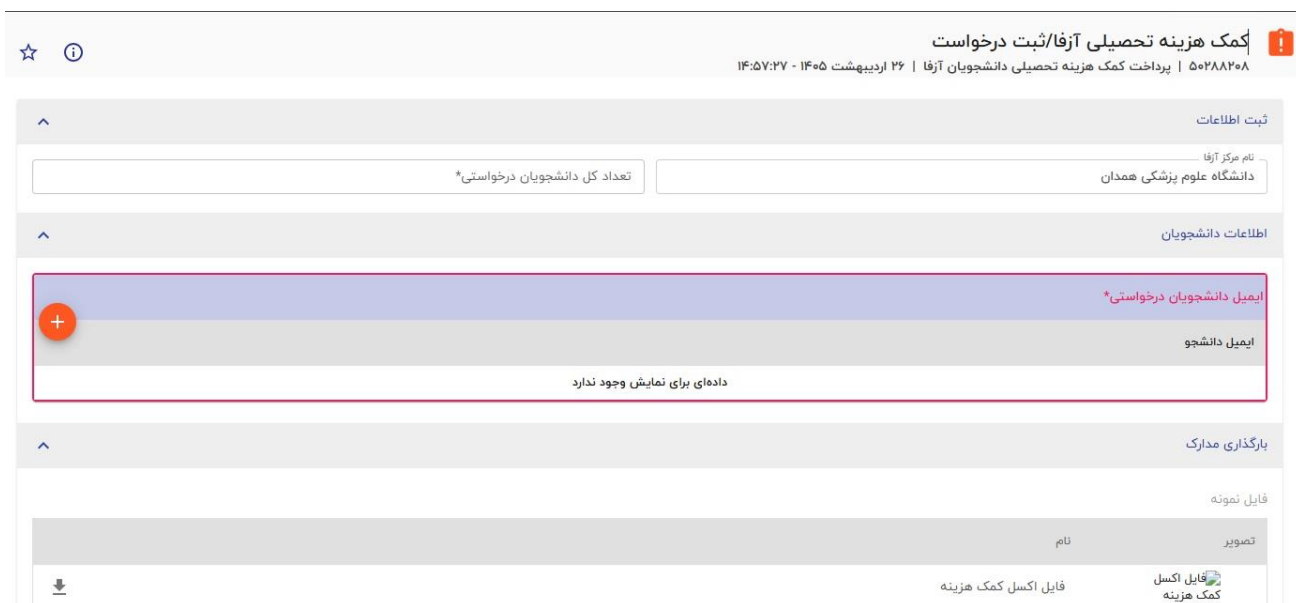 کمک هزینه تحصیلی آزفا/ثبت درخواست
۵۰۲۸۸۲۰۸ | پرداخت کمک هزینه تحصیلی دانشجویان آزفا | ۲۶ اردیبهشت ۱۴۰۵ - ۱۴:۵۷:۲۷
ثبت اطلاعات
نام مرکز آزفا
دانشگاه علوم پزشکی همدان
تعداد کل دانشجویان درخواستی*
اطلاعات دانشجویان
ایمیل دانشجویان درخواستی*
ایمیل دانشجو
داده‌ای برای نمایش وجود ندارد
بارگذاری مدارک
فایل نمونه
تصویر نام
فایل اکسل
کمک هزینه
فایل اکسل کمک هزینه